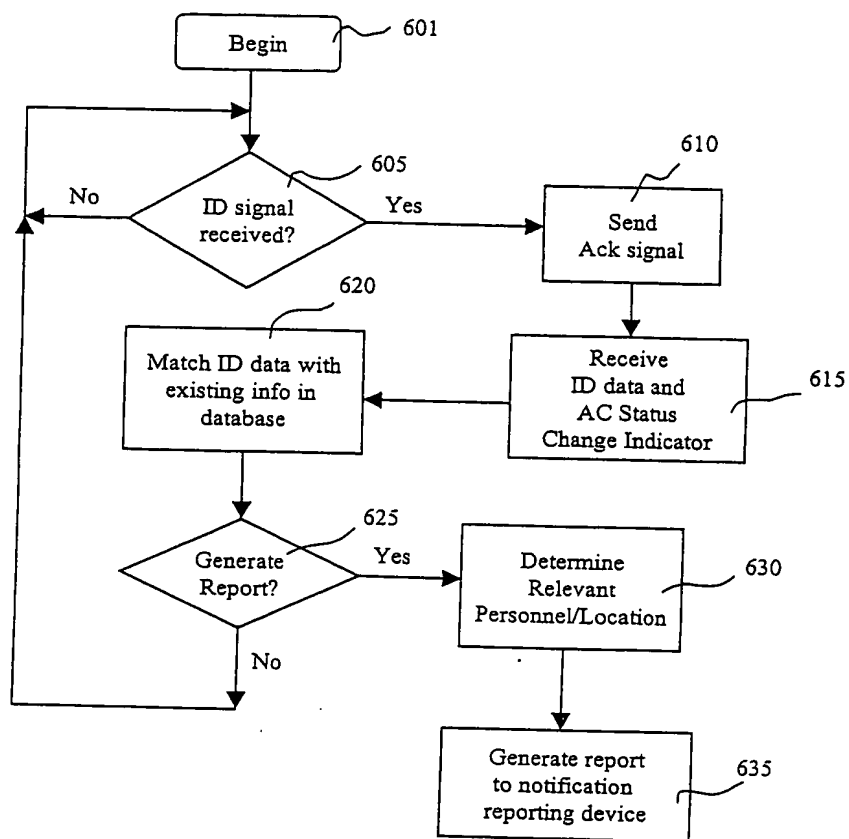 Begin
601
605
ID signal
received?
No
Yes
610
Send
Ack signal
620
Match ID data with
existing info in
database
Receive
ID data and
AC Status
Change Indicator
615
625
Generate
Report?
Yes
No
Determine
Relevant
Personnel/Location
630
Generate report
to notification
reporting device
635